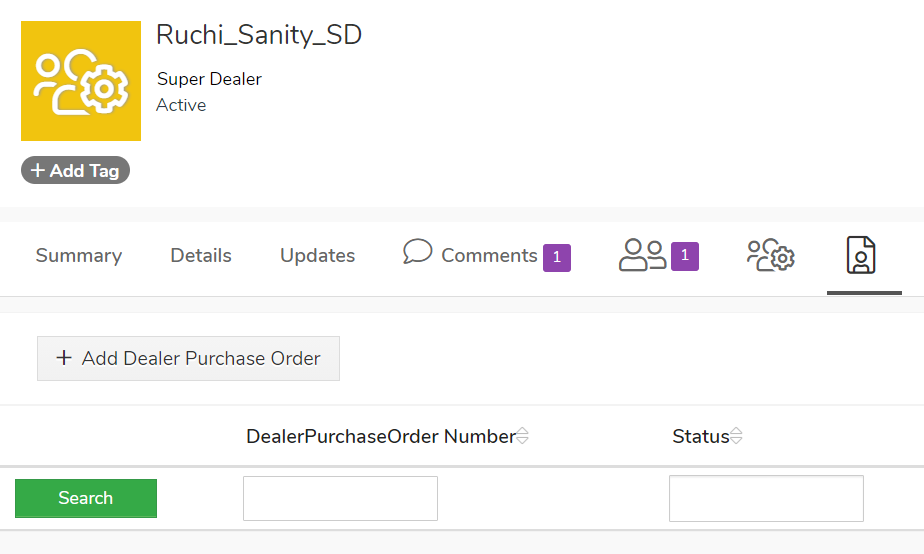 Ruchi_Sanity_SD
Super Dealer
Active
+ Add Tag
Summary Details Updates Comments 1 1
+ Add Dealer Purchase Order
DealerPurchaseOrder Number Status
Search